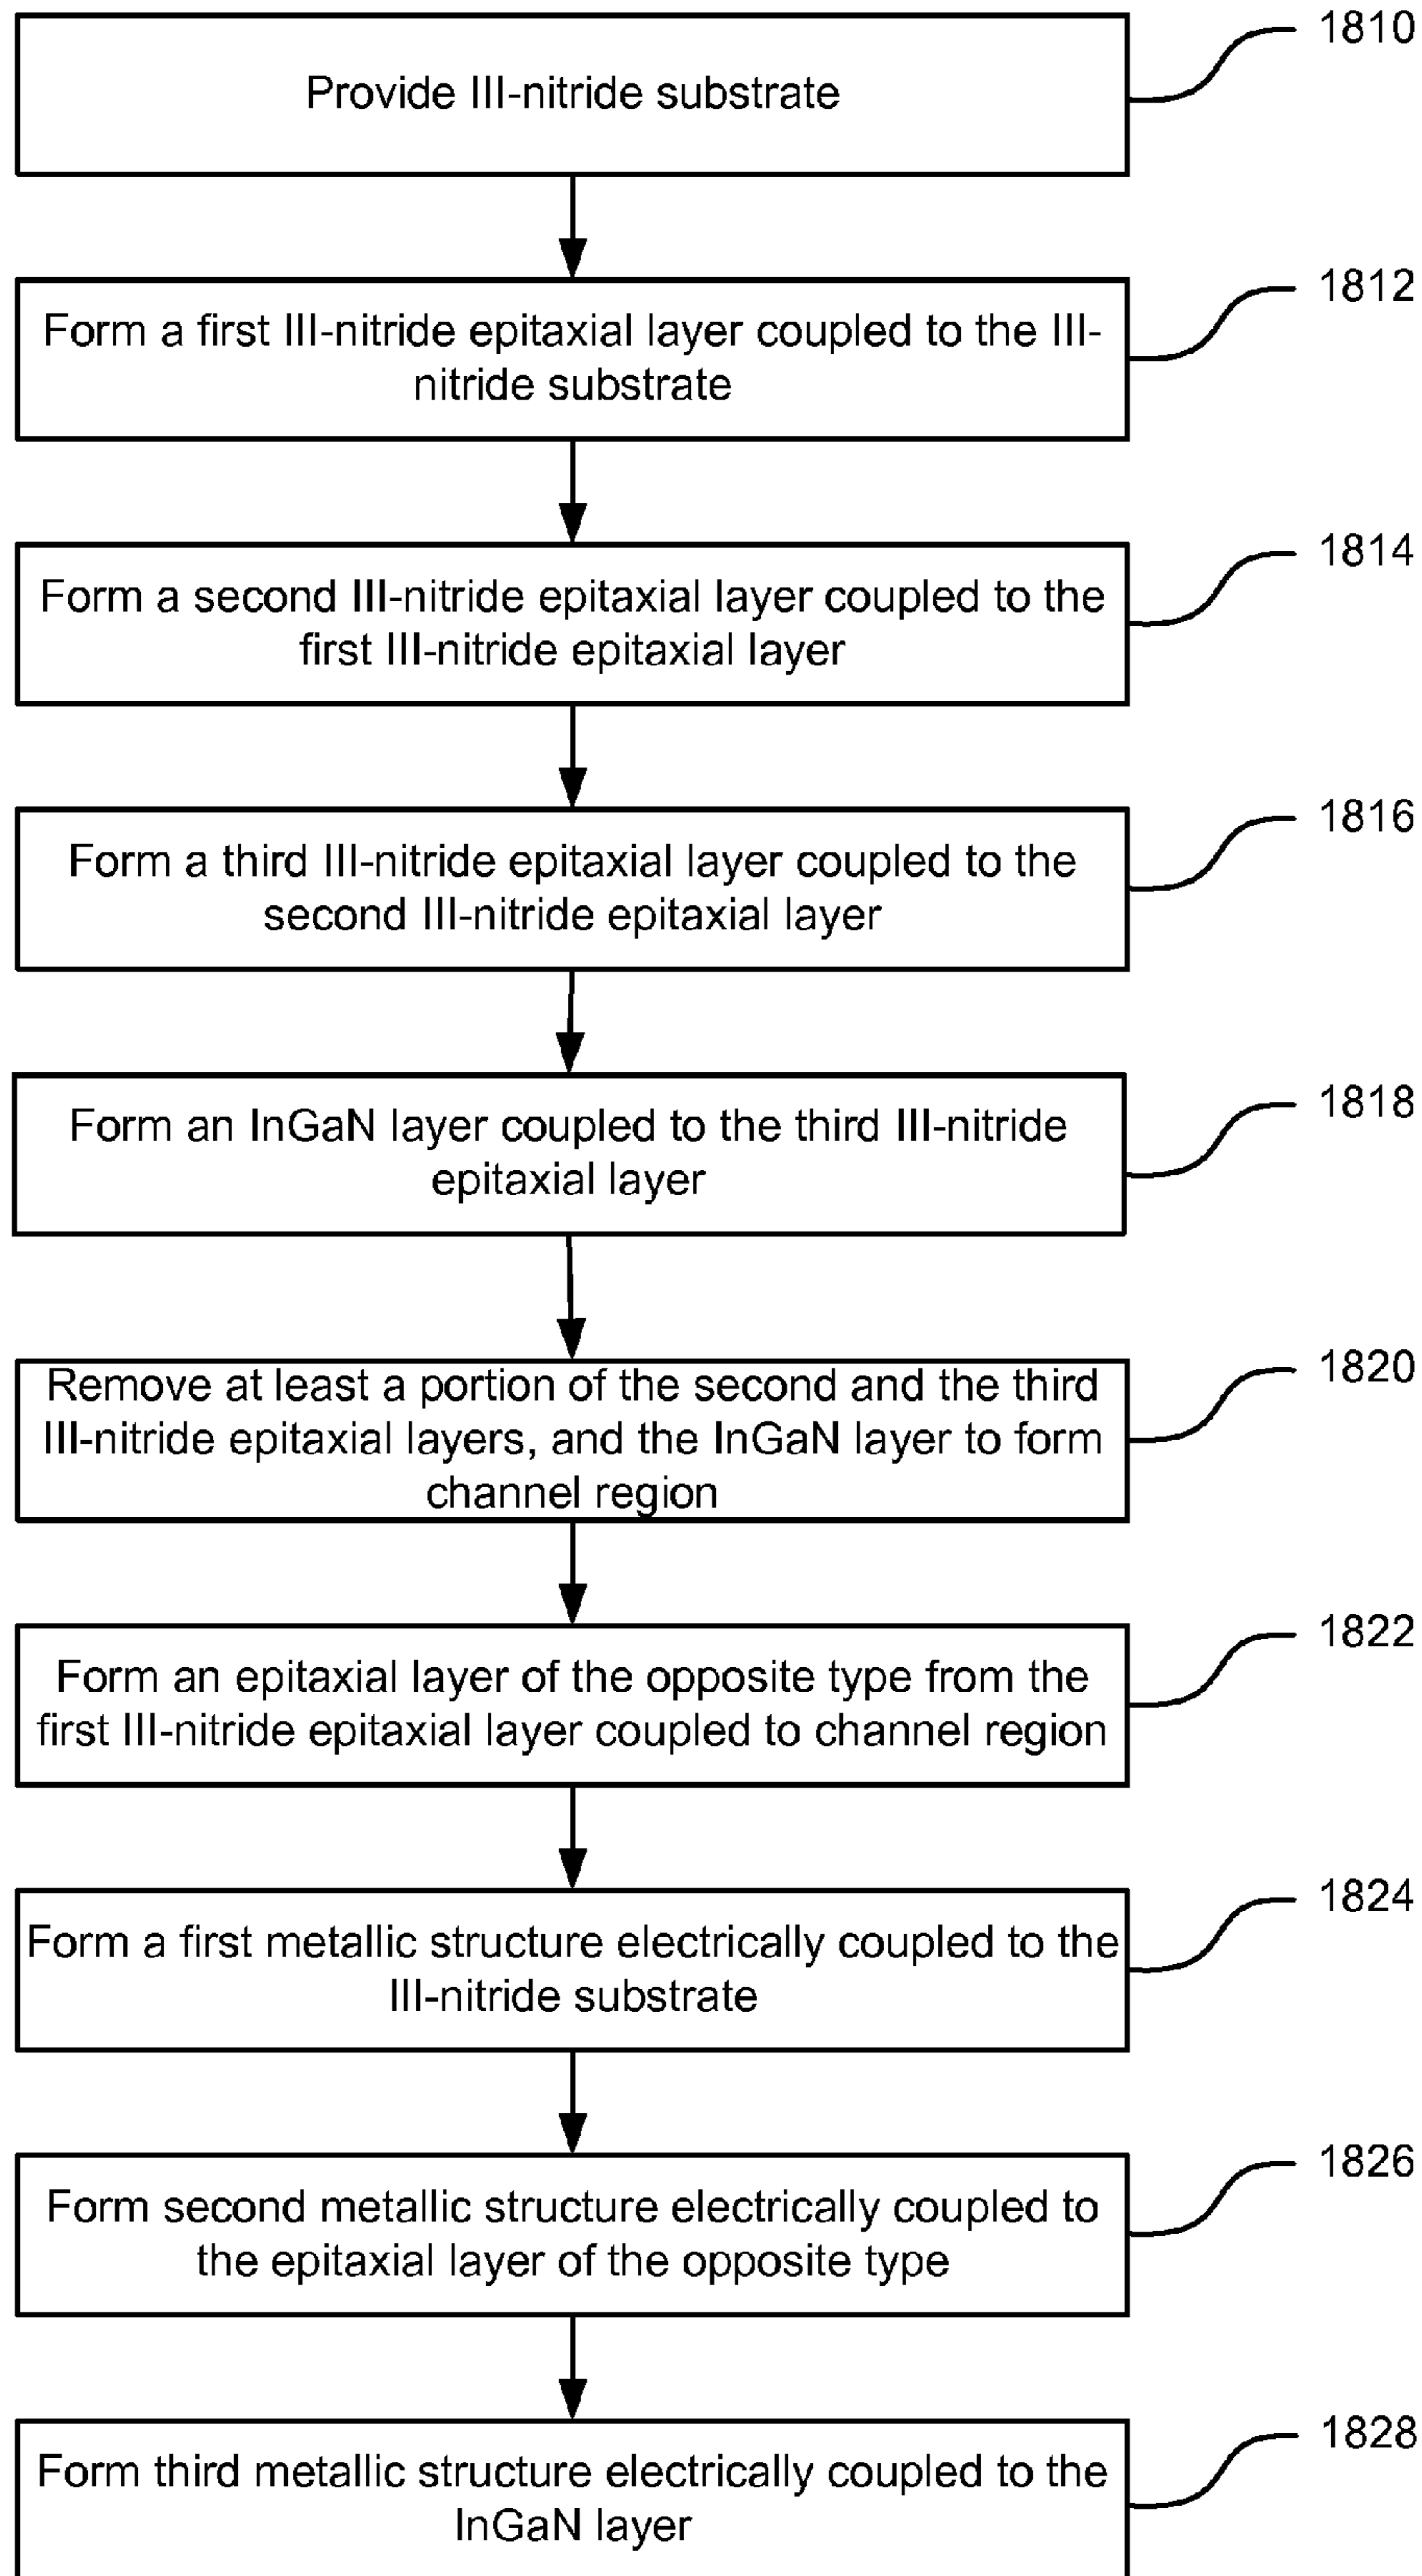 1810
Provide III-nitride substrate
1812
Form a first III-nitride epitaxial layer coupled to the III-
nitride substrate
1814
Form a second III-nitride epitaxial layer coupled to the
first III-nitride epitaxial layer
1816
Form a third III-nitride epitaxial layer coupled to the
second III-nitride epitaxial layer
1818
Form an InGaN layer coupled to the third III-nitride
epitaxial layer
1820
Remove at least a portion of the second and the third
III-nitride epitaxial layers, and the InGaN layer to form
channel region
1822
Form an epitaxial layer of the opposite type from the
first III-nitride epitaxial layer coupled to channel region
1824
Form a first metallic structure electrically coupled to the
III-nitride substrate
1826
Form second metallic structure electrically coupled to
the epitaxial layer of the opposite type
1828
Form third metallic structure electrically coupled to the
InGaN layer